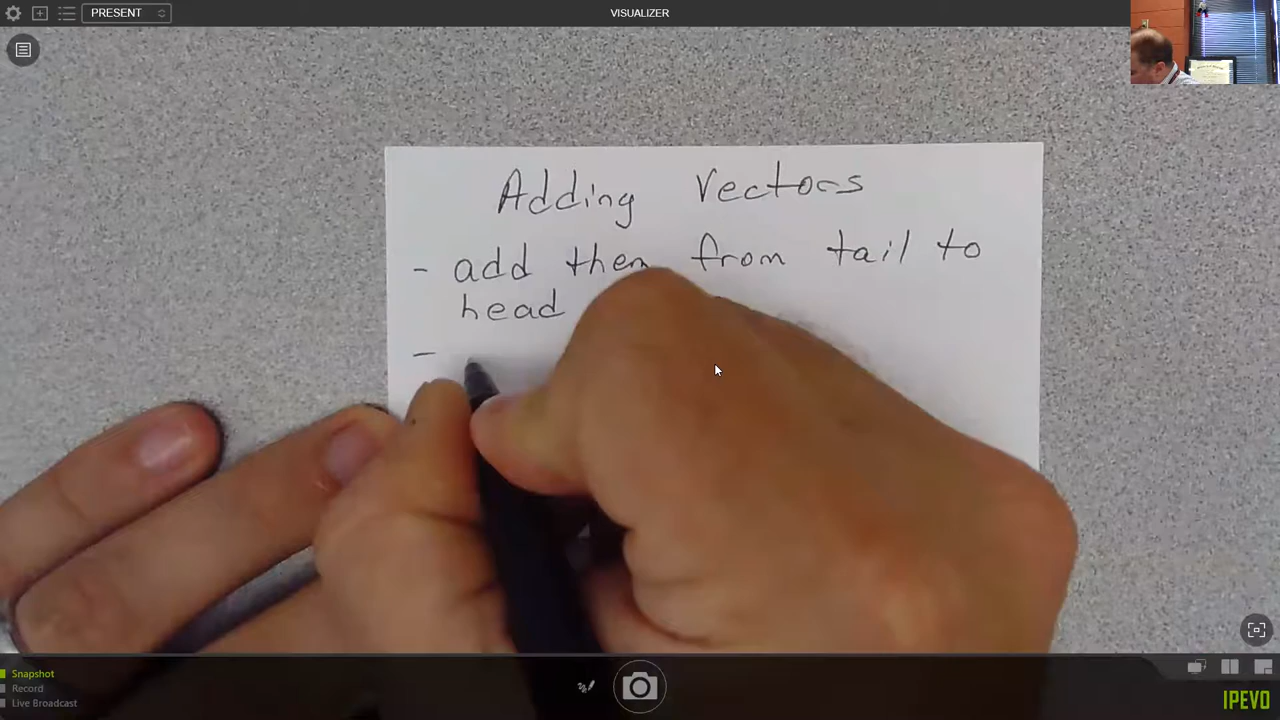 PRESENT
VISUALIZER
Adding Vectors
- add them from tail to
head
-
Snapshot
Record
Live Broadcast
IPEVO